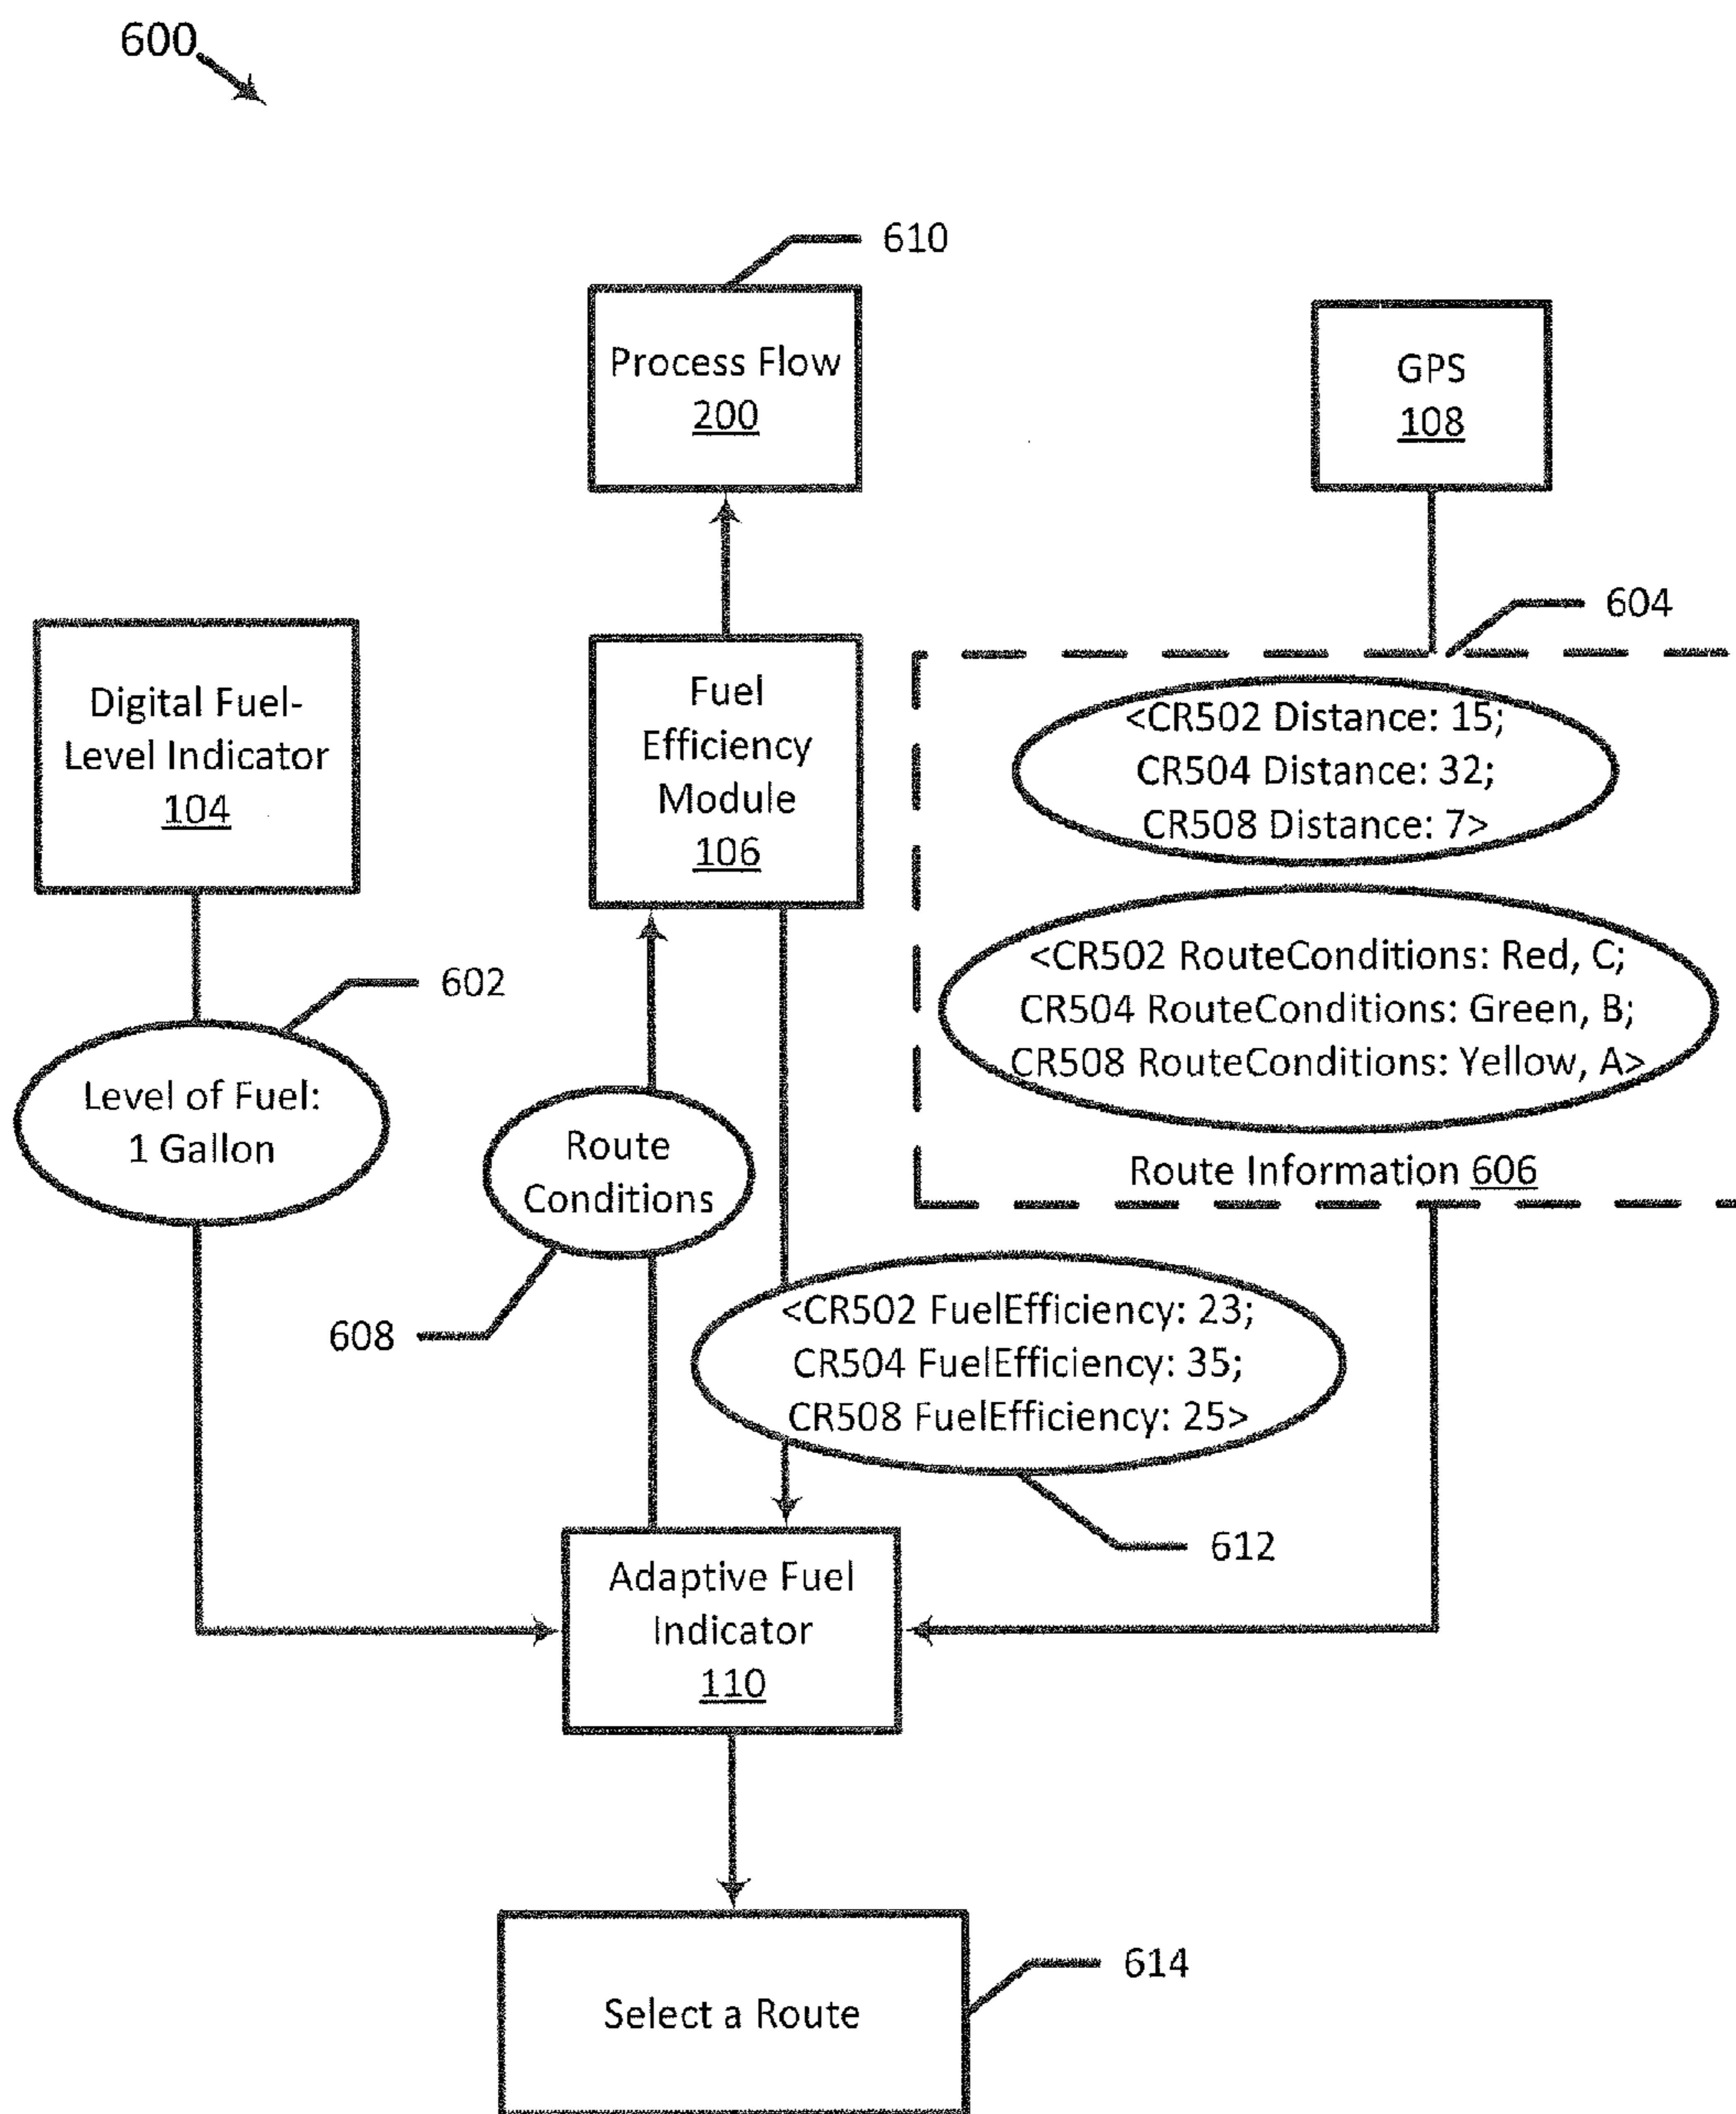 600
610
Process Flow
200
GPS
108
604
Digital Fuel-
Level Indicator
104
Fuel
Efficiency
Module
106
<CR502 Distance: 15;
CR504 Distance: 32;
CR508 Distance: 7>
<CR502 RouteConditions: Red, C;
CR504 RouteConditions: Green, B;
CR508 RouteConditions: Yellow, A>
Route Information 606
602
Level of Fuel:
1 Gallon
Route
Conditions
608
<CR502 FuelEfficiency: 23;
CR504 FuelEfficiency: 35;
CR508 FuelEfficiency: 25>
612
Adaptive Fuel
Indicator
110
614
Select a Route